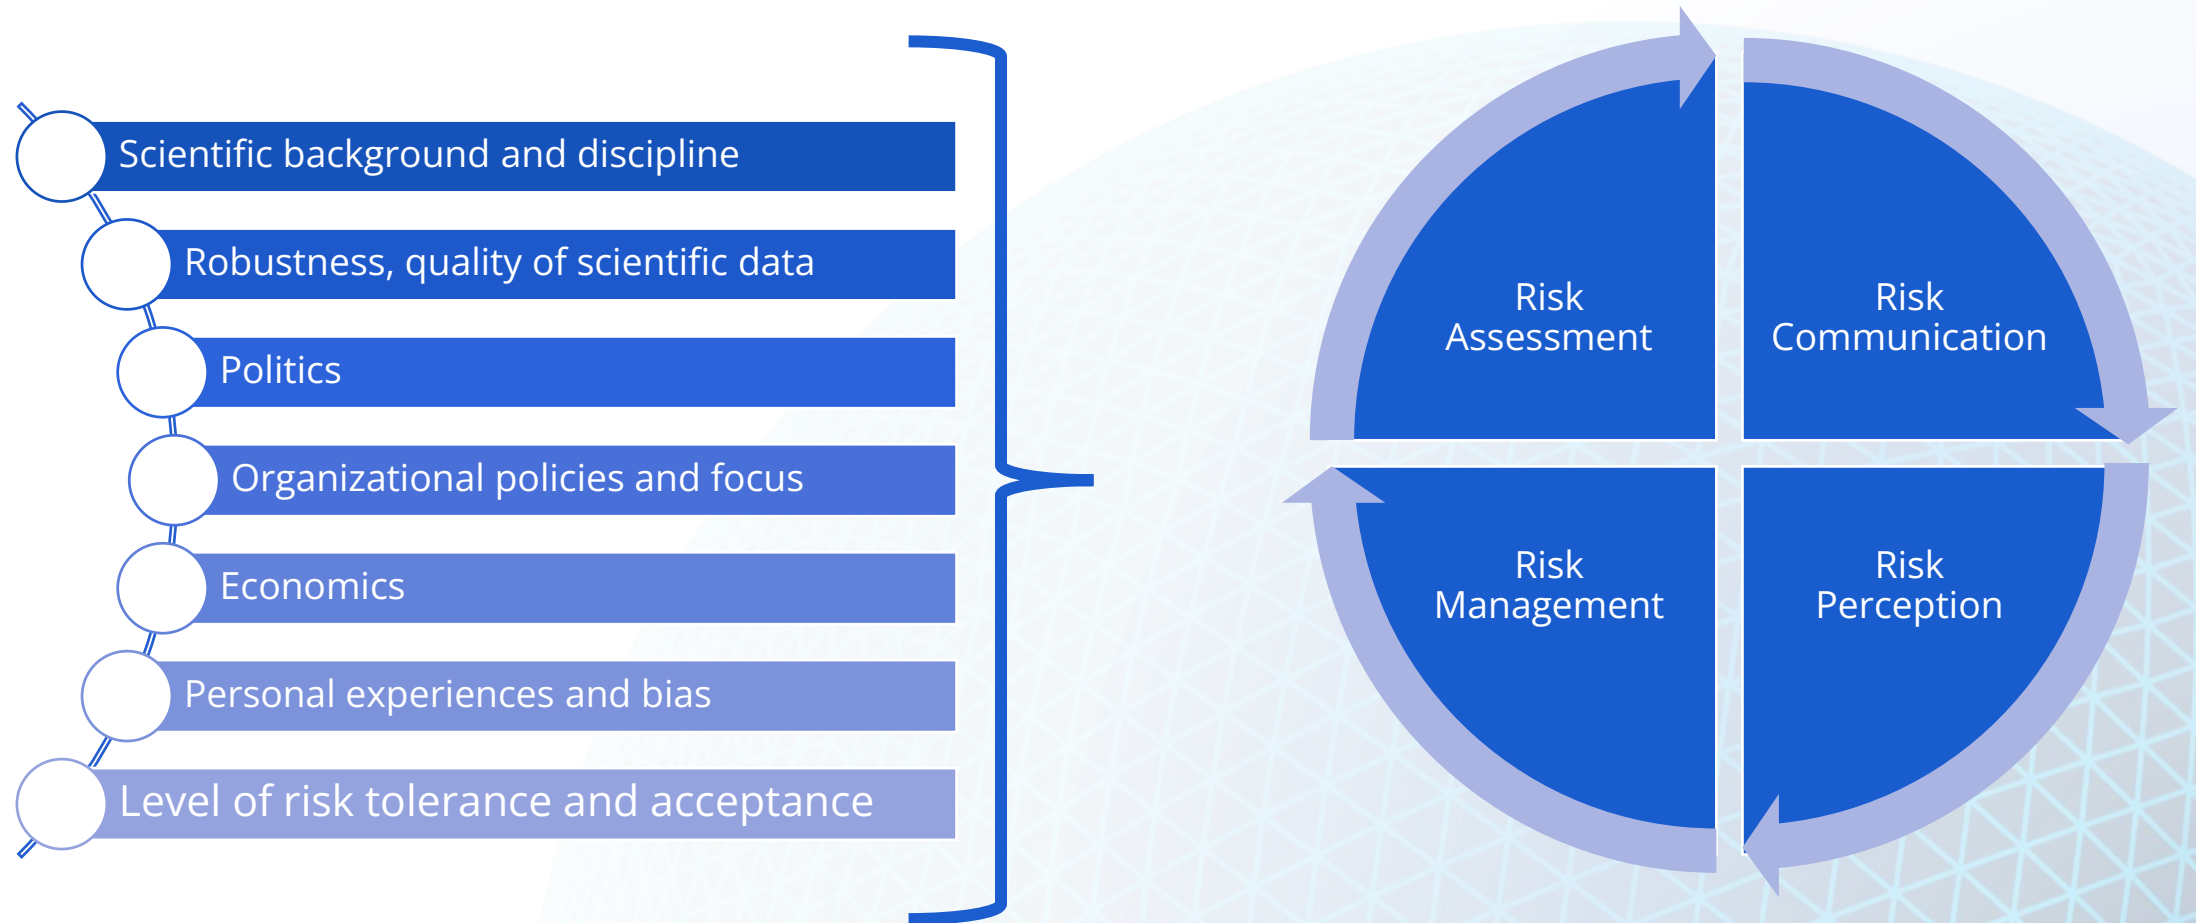 Scientific background and discipline
Robustness, quality of scientific data
Politics
Organizational policies and focus
Economics
Personal experiences and bias
Level of risk tolerance and acceptance
Risk
Assessment
Risk
Communication
Risk
Management
Risk
Perception